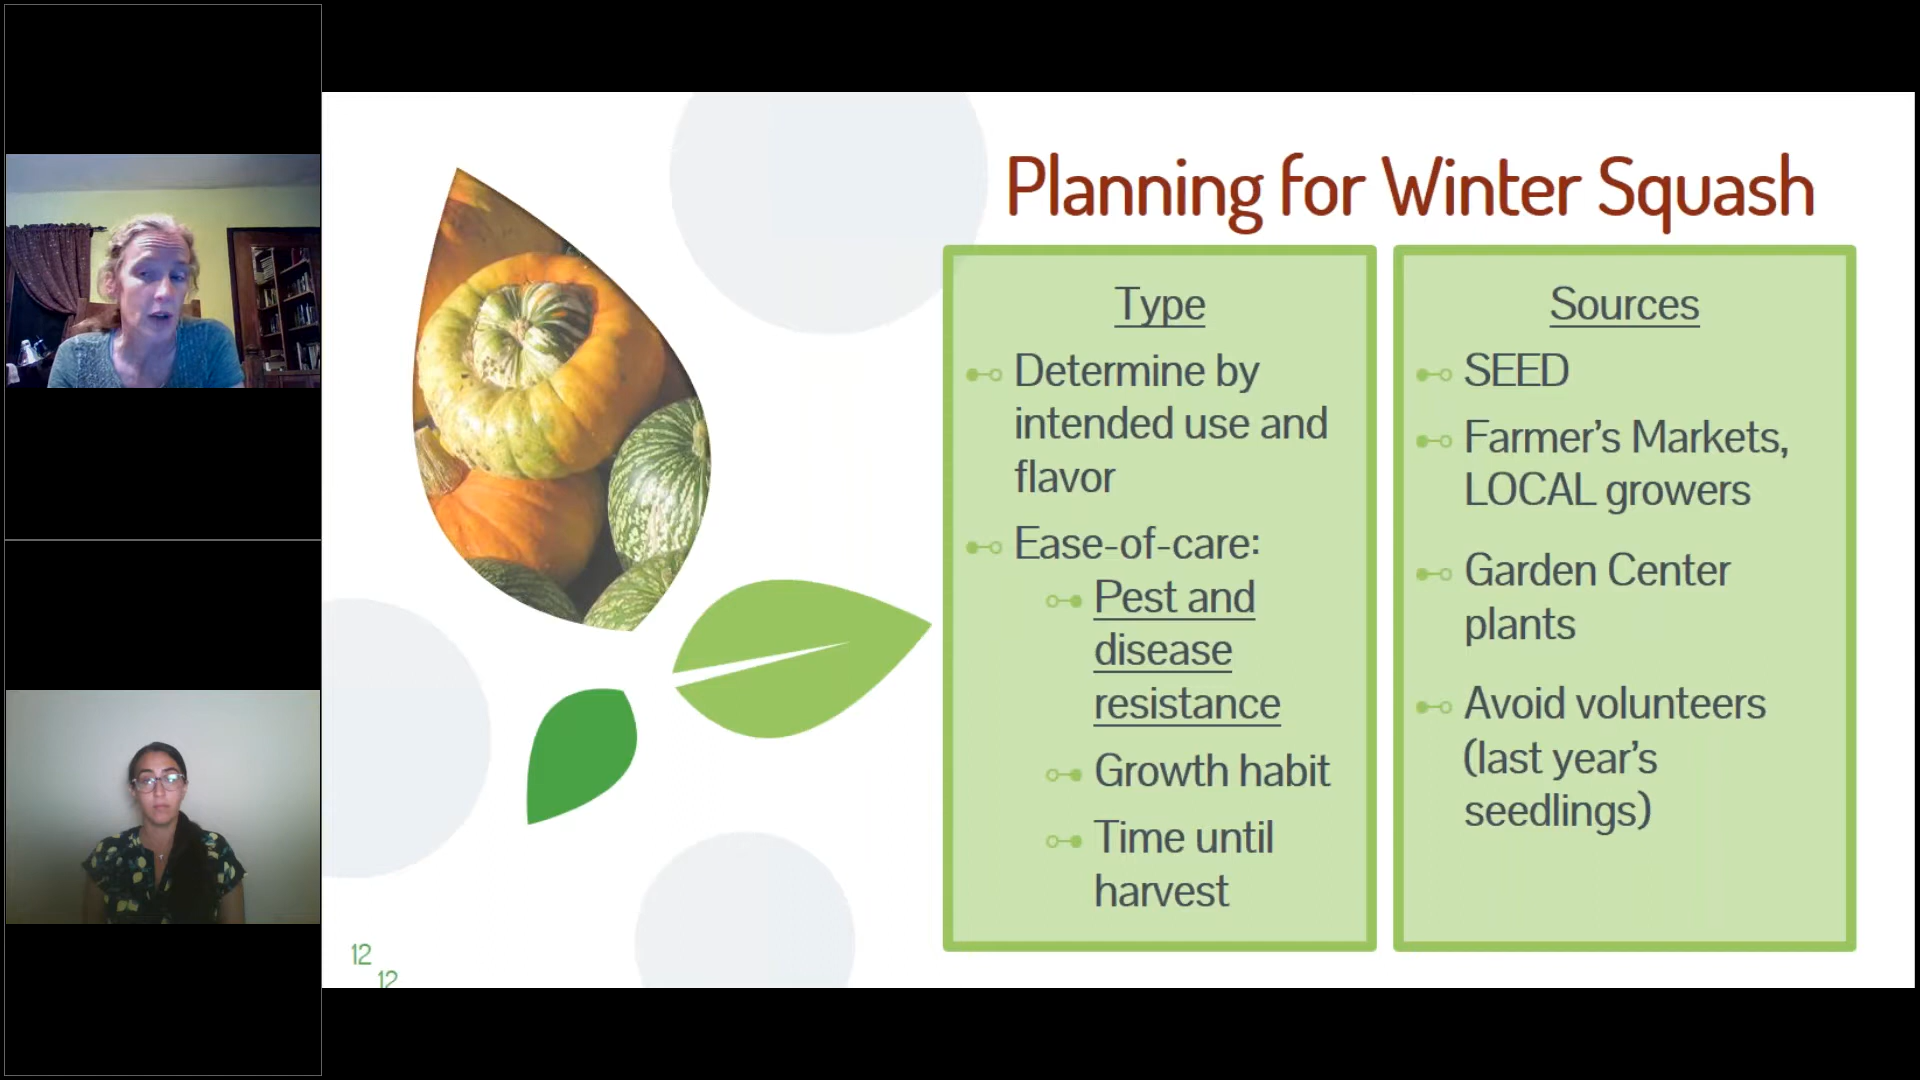 Planning for Winter Squash
Type
Determine by
intended use and
flavor
Ease-of-care:
Pest and
disease
resistance
Growth habit
Time until
harvest
Sources
SEED
Farmer's Markets,
LOCAL growers
Garden Center
plants
Avoid volunteers
(last year's
seedlings)
12
12